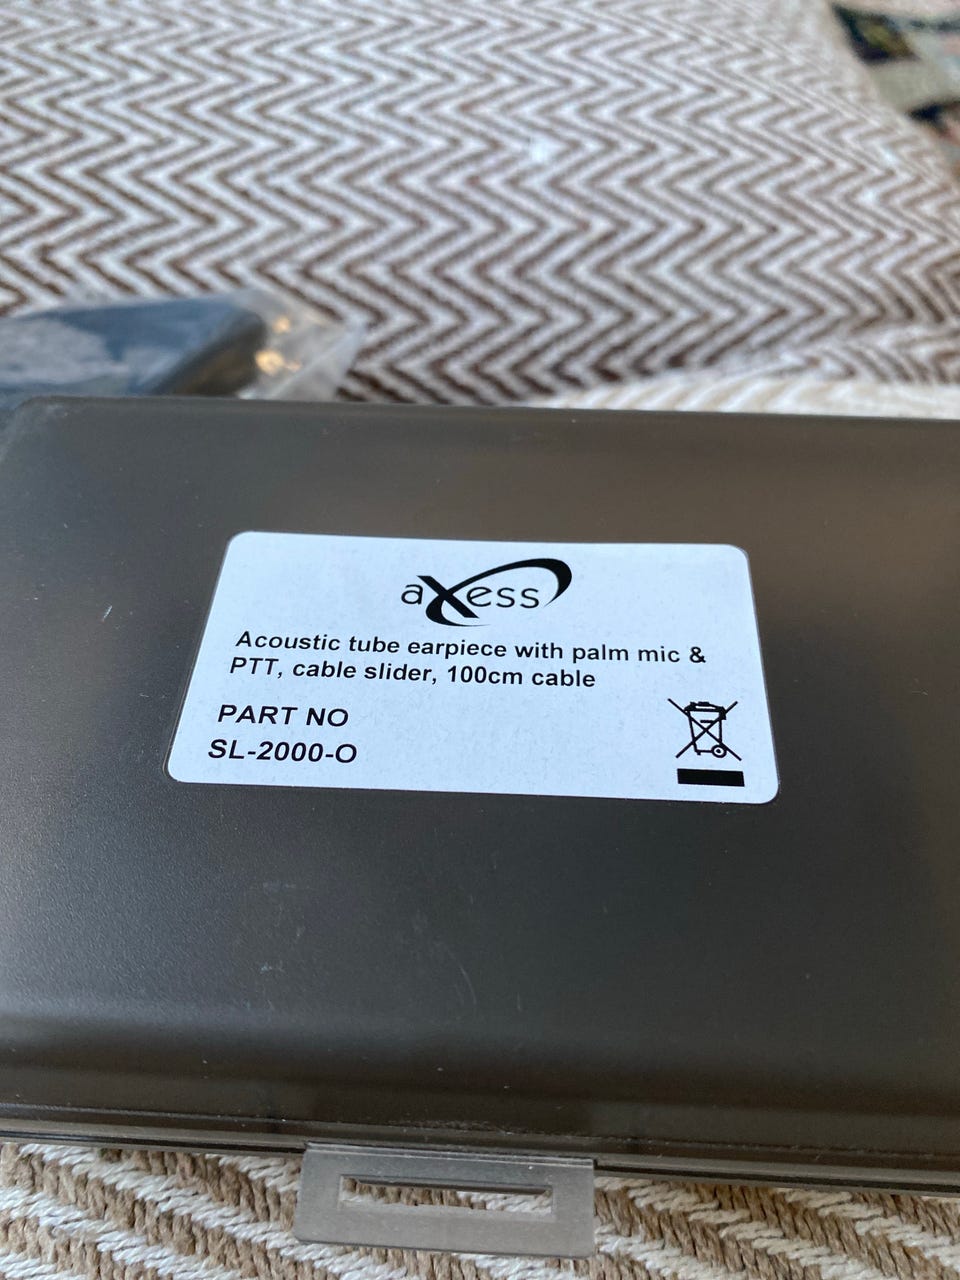 axess
Acoustic tube earpiece with palm mic &
PTT, cable slider, 100cm cable
PART NO
SL-2000-O